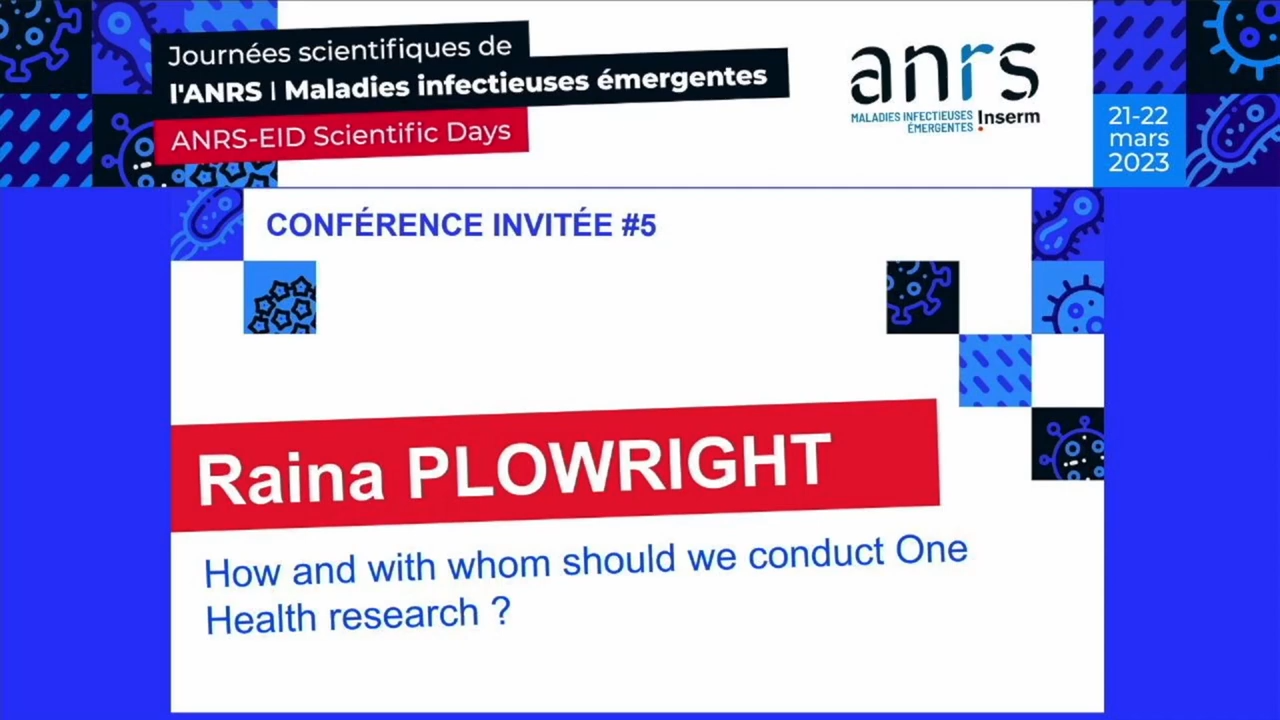 Journées scientifiques de
l'ANRS | Maladies infectieuses émergentes
ANRS-EID Scientific Days
anrs
MALADIES INFECTIEUSES
ÉMERGENTES
Inserm
21-22
mars
2023
CONFÉRENCE INVITÉE #5
Raina PLOWRIGHT
How and with whom should we conduct One
Health research ?